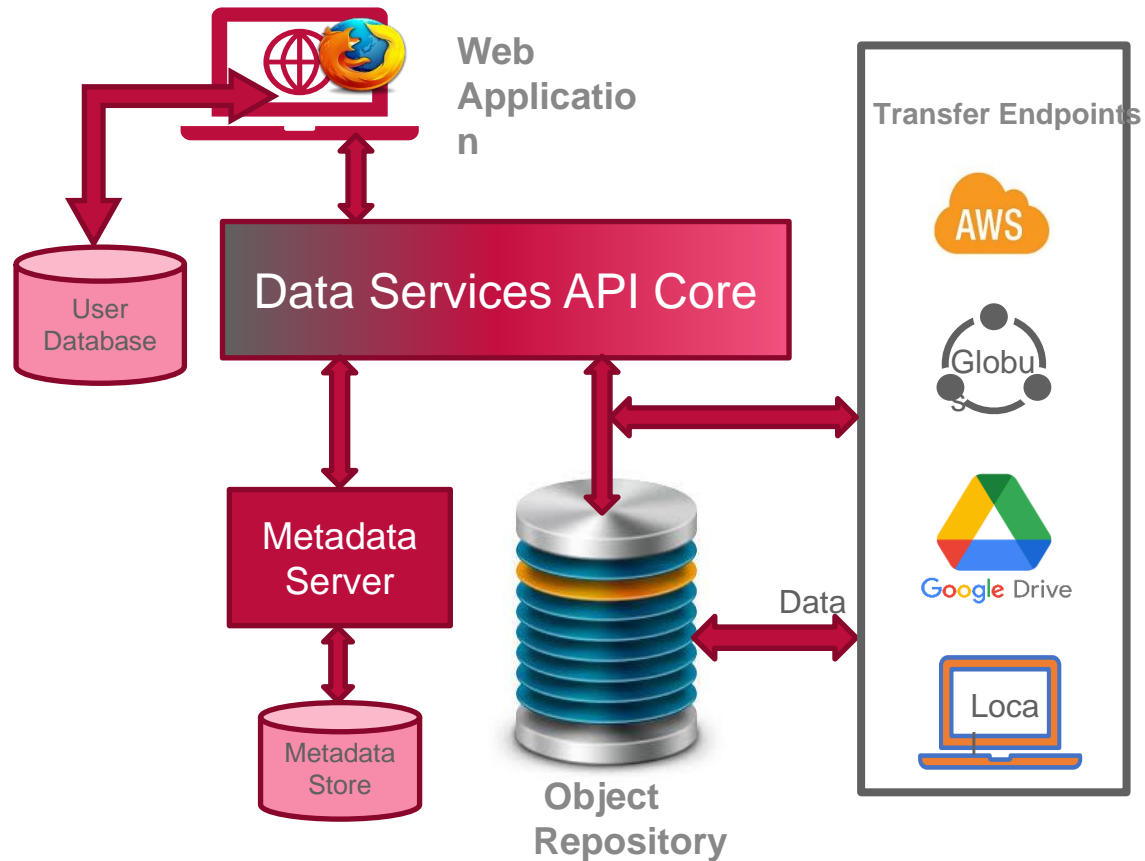 Web
Applicatio
n
Transfer Endpoints
AWS
Data Services API Core
User
Database
Globu
s
Metadata
Server
Google Drive
Data
Loca
l
Metadata
Store
Object
Repository